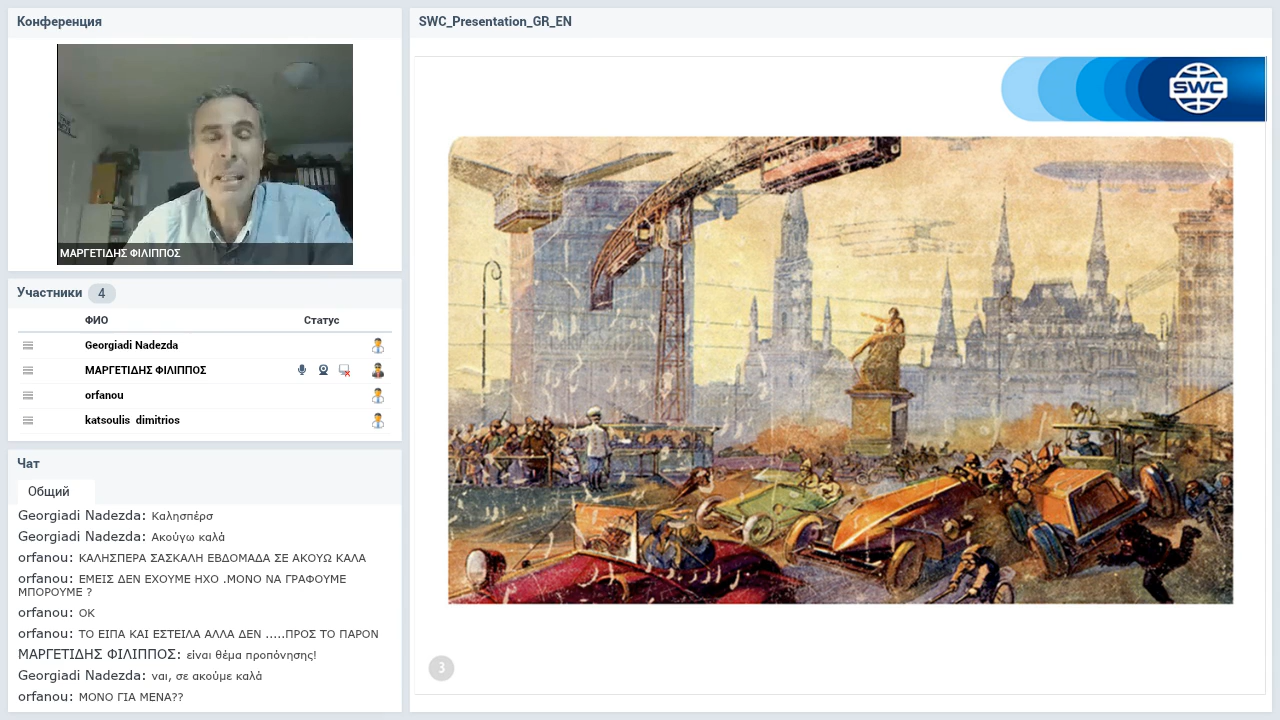 Конференция
ΜΑΡΓΕΤΙΔΗΣ ΦΙΛΙΠΠΟΣ
Участники 4
ФИО Статус
Georgiadi Nadezda
ΜΑΡΓΕΤΙΔΗΣ ΦΙΛΙΠΠΟΣ
orfanou
katsoulis dimitrios
Чат
Общий
Georgiadi Nadezda: Καλησπέρσ
Georgiadi Nadezda: Ακούγω καλά
orfanou: ΚΑΛΗΣΠΕΡΑ ΣΑΣΚΑΛΗ ΕΒΔΟΜΑΔΑ ΣΕ ΑΚΟΥΩ ΚΑΛΑ
orfanou: ΕΜΕΙΣ ΔΕΝ ΕΧΟΥΜΕ ΗΧΟ .ΜΟΝΟ ΝΑ ΓΡΑΦΟΥΜΕ
ΜΠΟΡΟΥΜΕ ?
orfanou: ΟΚ
orfanou: ΤΟ ΕΙΠΑ ΚΑΙ ΕΣΤΕΙΛΑ ΑΛΛΑ ΔΕΝ .....ΠΡΟΣ ΤΟ ΠΑΡΟΝ
ΜΑΡΓΕΤΙΔΗΣ ΦΙΛΙΠΠΟΣ: είναι θέμα προπόνησης!
Georgiadi Nadezda: ναι, σε ακούμε καλά
orfanou: ΜΟΝΟ ΓΙΑ ΜΕΝΑ??
SWC_Presentation_GR_EN
SWC
3